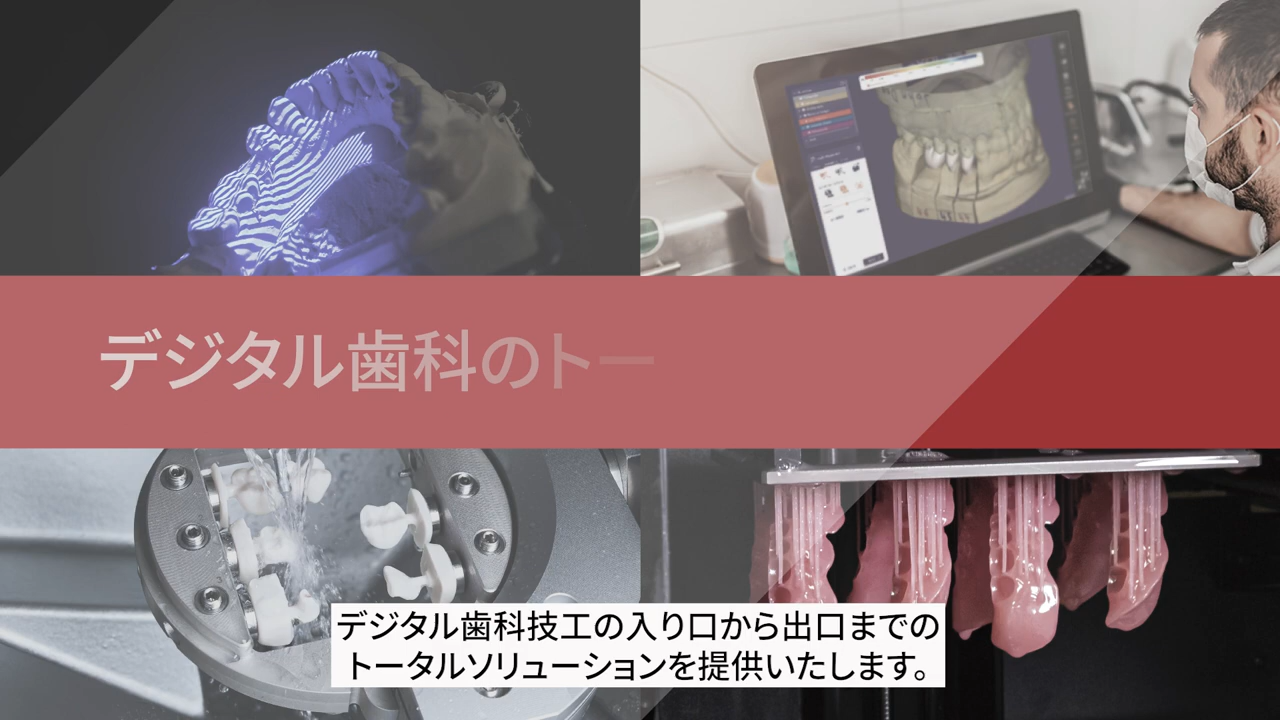 デジタル歯科のトー
デジタル歯科技工の入り口から出口までの
トータルソリューションを提供いたします。